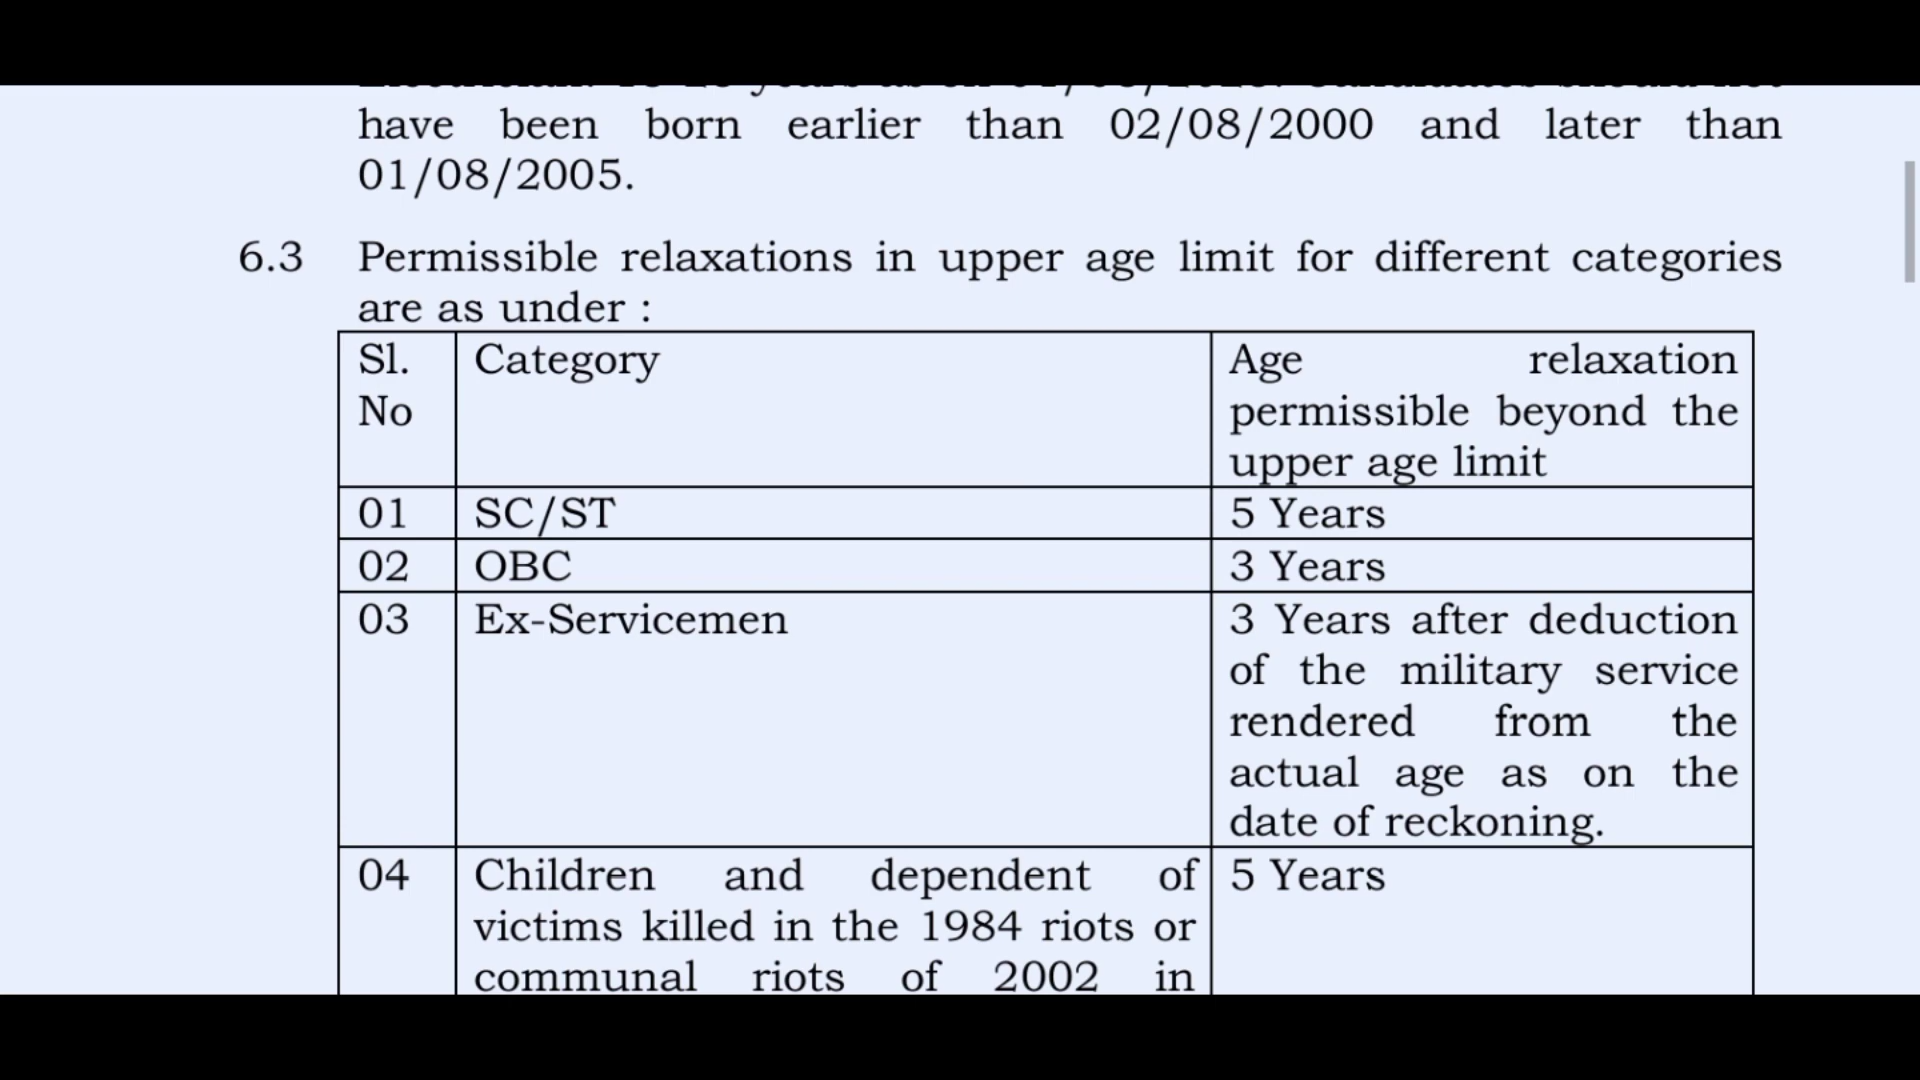 have been born earlier than 02/08/2000 and later than
01/08/2005.
6.3 Permissible relaxations in upper age limit for different categories
are as under :
Sl. No
Category
Age relaxation
permissible beyond the
upper age limit
01 SC/ST 5 Years
02 OBC 3 Years
03 Ex-Servicemen 3 Years after deduction
of the military service
rendered from the
actual age as on the
date of reckoning.
04 Children and dependent of 5 Years
victims killed in the 1984 riots or
communal riots of 2002 in